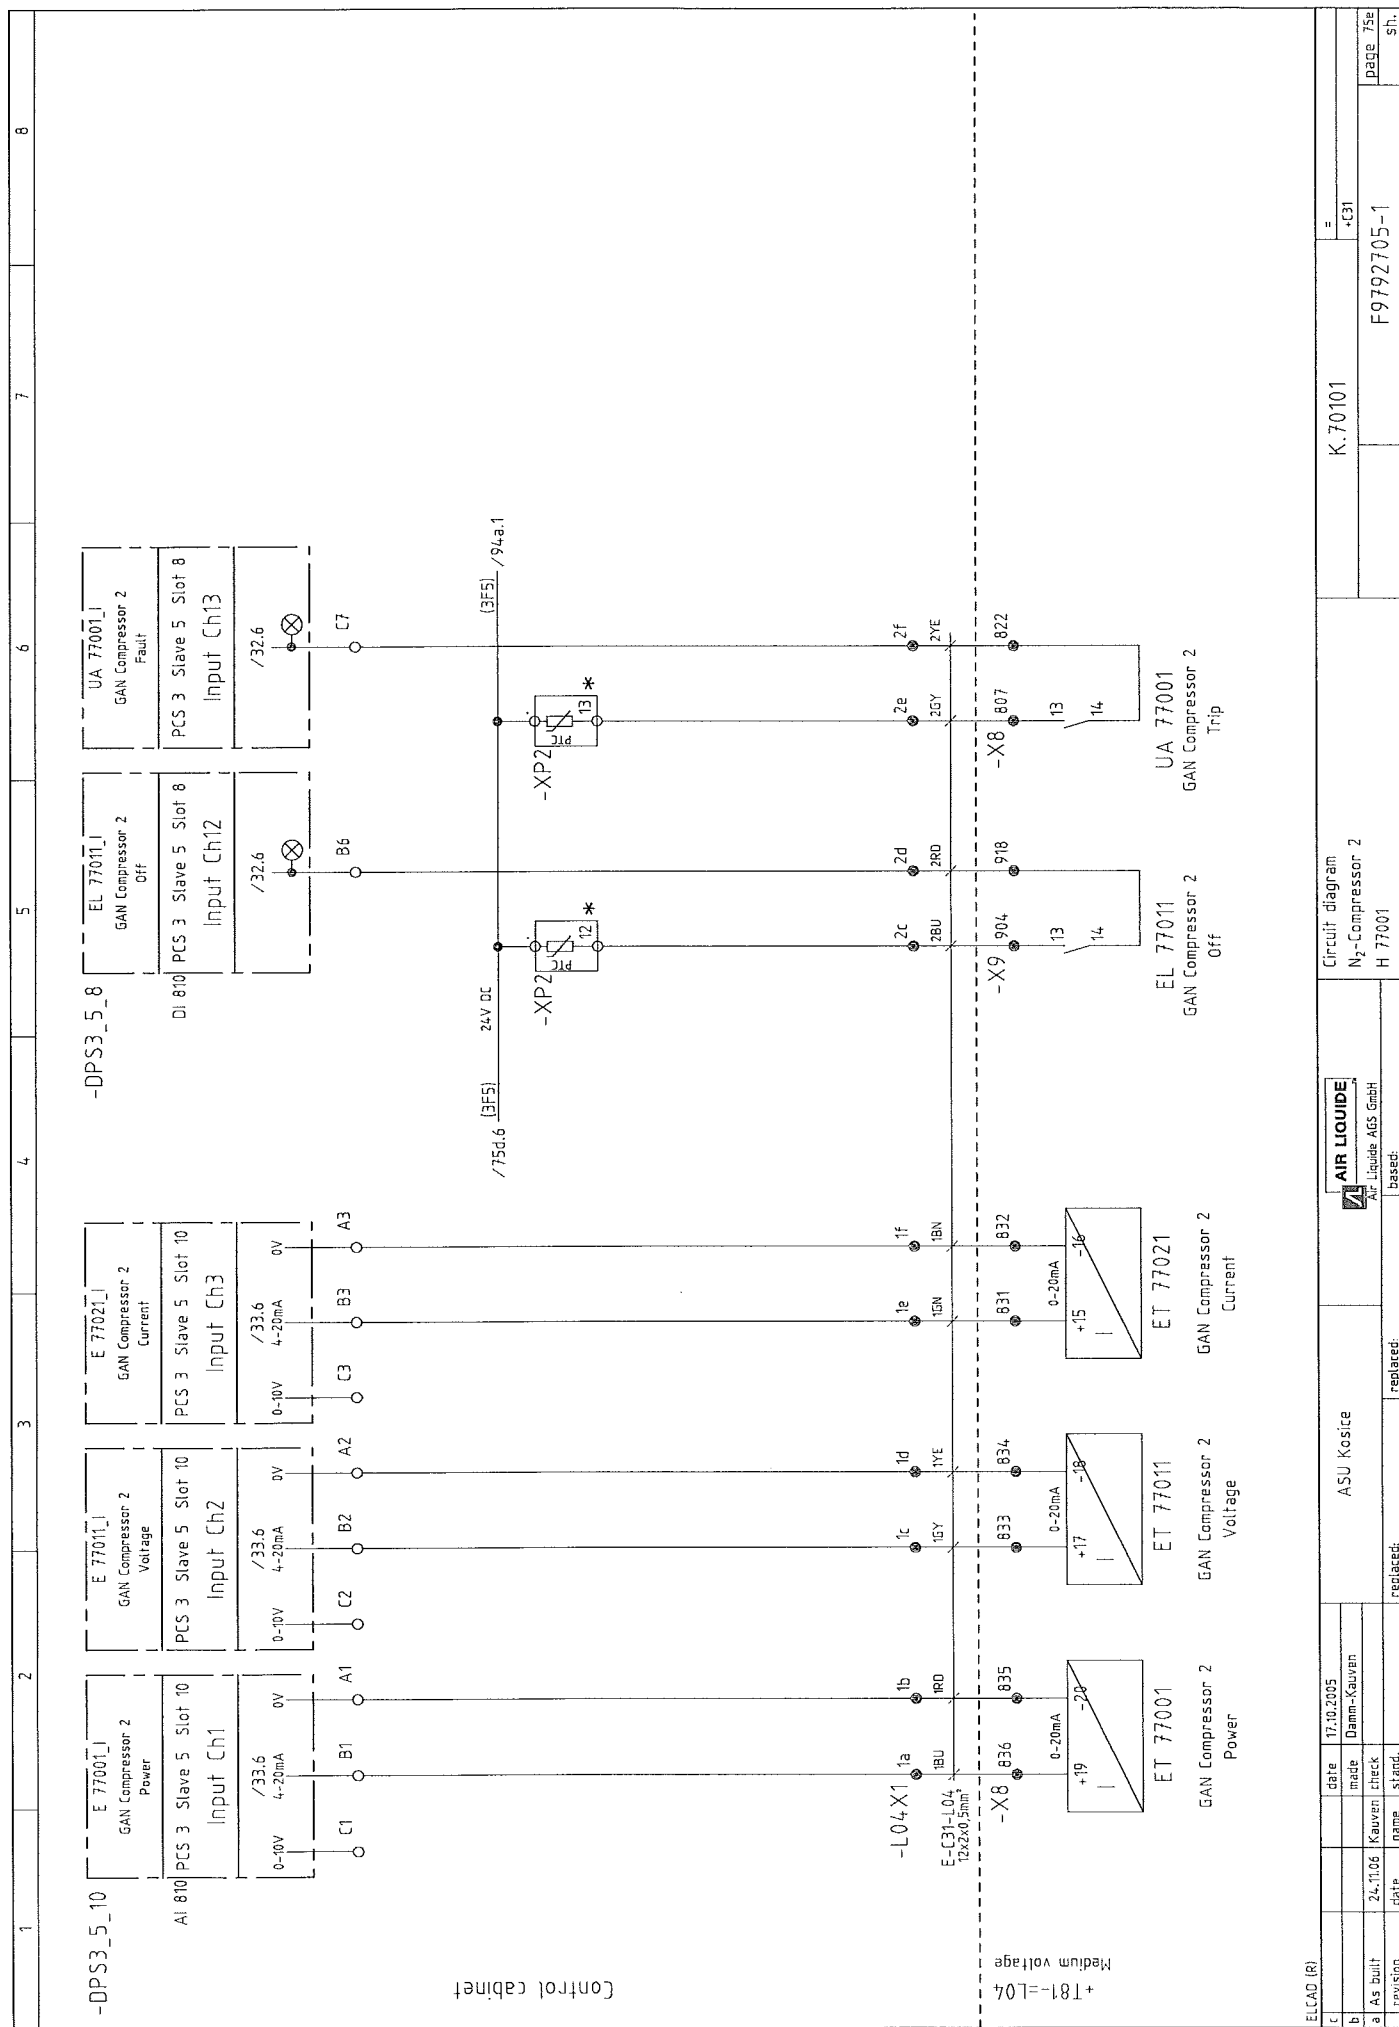 1 2 3 4 5 6 7 8
-DPS3_5_10
AI 810
E 77001_I
GAN Compressor 2
Power
PCS 3 Slave 5 Slot 10
Input Ch1
/33.6
0-10V 4-20mA 0V
C1 B1 A1
E 77011_I
GAN Compressor 2
Voltage
PCS 3 Slave 5 Slot 10
Input Ch2
/33.6
0-10V 4-20mA 0V
C2 B2 A2
E 77021_I
GAN Compressor 2
Current
PCS 3 Slave 5 Slot 10
Input Ch3
/33.6
0-10V 4-20mA 0V
C3 B3 A3
-DPS3_5_8
DI 810
EL 77011_I
GAN Compressor 2
Off
PCS 3 Slave 5 Slot 8
Input Ch12
/32.6
B6
UA 77001_I
GAN Compressor 2
Fault
PCS 3 Slave 5 Slot 8
Input Ch13
/32.6
C7
/75d.6 (3F5) 24V DC (3F5) /94a.1
-XP2 PTC 12 *
-XP2 PTC 13 *
Control cabinet
-L04X1 1a 1b 1c 1d 1e 1f 2c 2d 2e 2f
1BU 1RD 1GY 1YE 1GN 1BN 2BU 2RD 2GY 2YE
E-C31-L04
12x2x0,5mm²
+T81-=L04
Medium voltage
-X8 836 835 833 834 831 832
-X9 904 918
-X8 807 822
0-20mA
+19 -20
I
ET 77001
GAN Compressor 2
Power
0-20mA
+17 -18
I
ET 77011
GAN Compressor 2
Voltage
0-20mA
+15 -16
I
ET 77021
GAN Compressor 2
Current
13
14
EL 77011
GAN Compressor 2
Off
13
14
UA 77001
GAN Compressor 2
Trip
ELCAD (R)
c
b
a As built 24.11.06 Kauven
revision date name
date 17.10.2005
made Damm-Kauven
check
stand.
ASU Kosice
replaced: replaced: based:
AIR LIQUIDE
Air Liquide AGS GmbH
Circuit diagram
N₂-Compressor 2
H 77001
K.70101
=
+C31
F9792705-1
page 75e
sh.